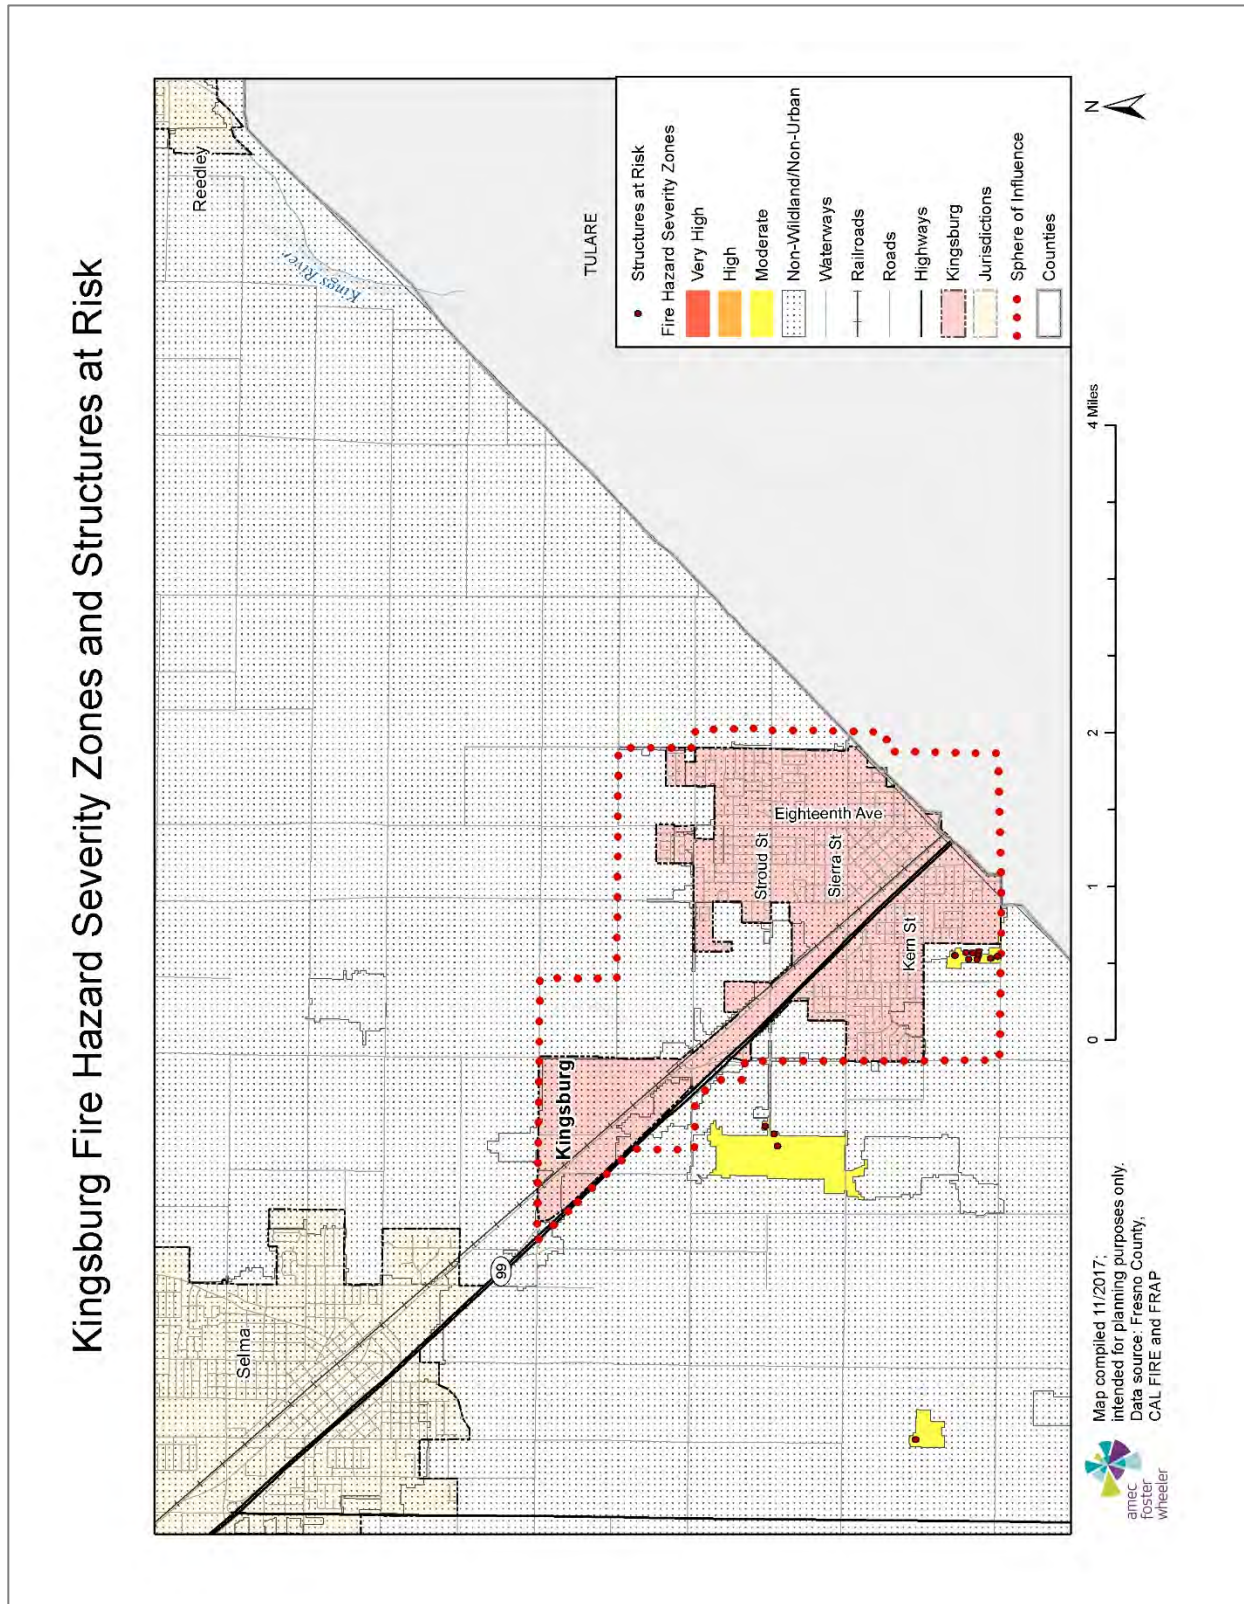 Kingsburg Fire Hazard Severity Zones and Structures at Risk
Reedley
Kings River
Selma
99
Kingsburg
Stroud St
Sierra St
Eighteenth Ave
Kern St
TULARE
Structures at Risk
Fire Hazard Severity Zones
Very High
High
Moderate
Non-Wildland/Non-Urban
Waterways
Railroads
Roads
Highways
Kingsburg
Jurisdictions
Sphere of Influence
Counties
N
0 1 2 4 Miles
amec
foster
wheeler
Map compiled 11/2017;
intended for planning purposes only.
Data source: Fresno County,
CAL FIRE and FRAP